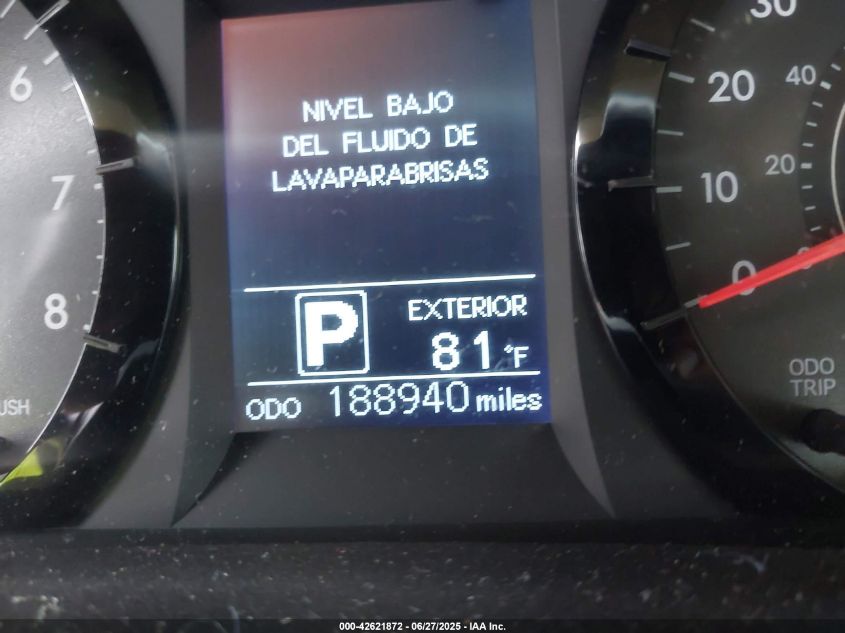 30
6
20
40
NIVEL BAJO
DEL FLUIDO DE
LAVAPARABRISAS
20
7
10
0
0
8
P
EXTERIOR
81°F
ODO
TRIP
USH
ODO 188940 miles
000-42621872 - 06/27/2025 - IAA Inc.